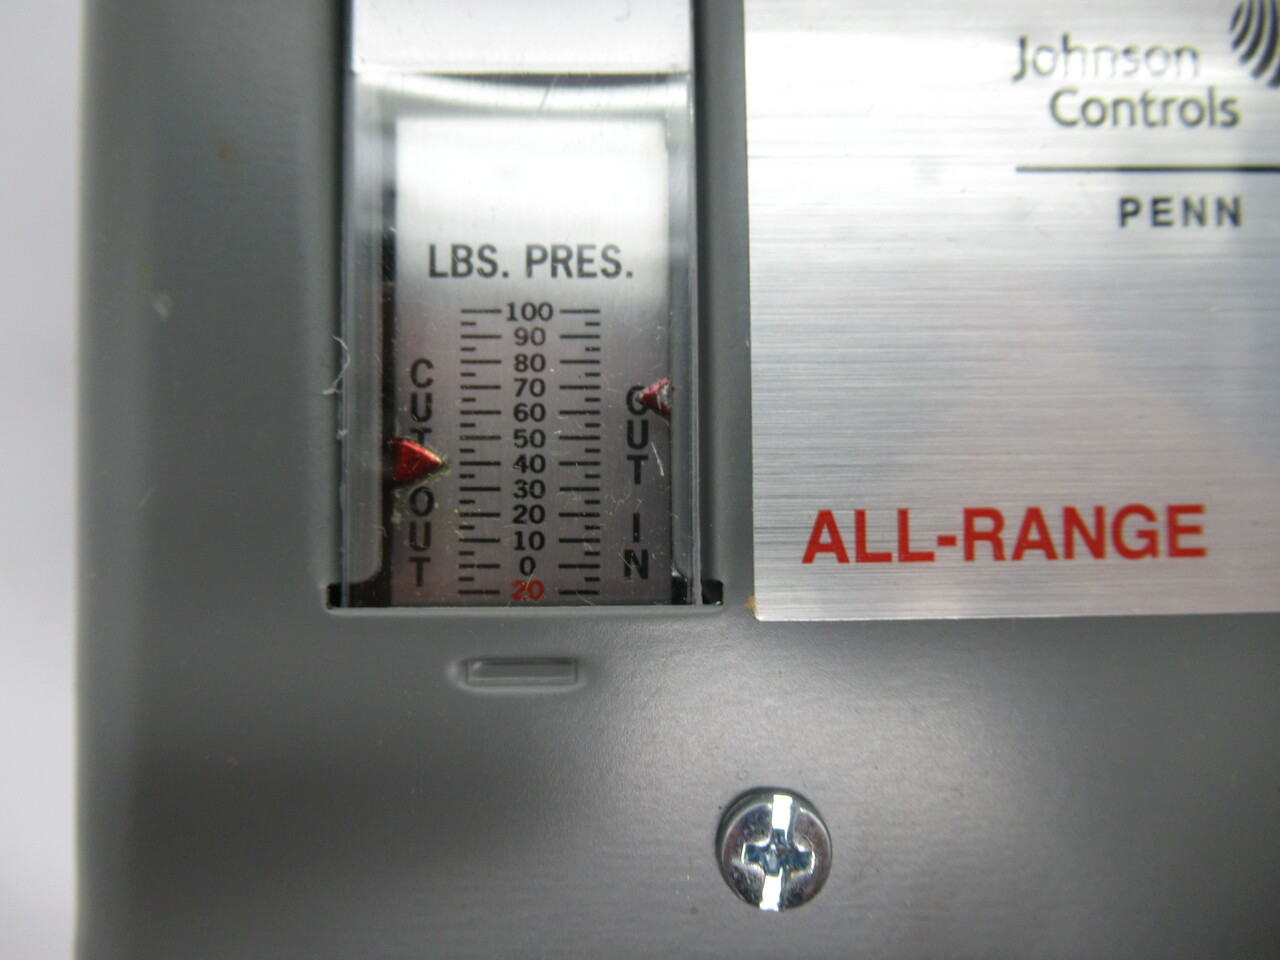 LBS. PRES.
100
90
80
70
60
50
40
30
20
10
0
20
CUT OUT
CUT IN
Johnson
Controls
PENN
ALL-RANGE